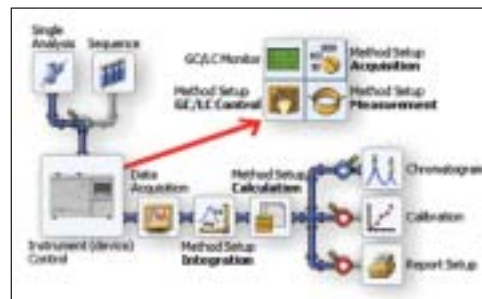 Single
Analysis
Sequence
GC/LC Monitor
Method Setup
Acquisition
Method Setup
GC/LC Control
Method Setup
Measurement
Data
Acquisition
Method Setup
Calculation
Chromatogram
Instrument (device)
Control
Method Setup
Integration
Calibration
Report Setup